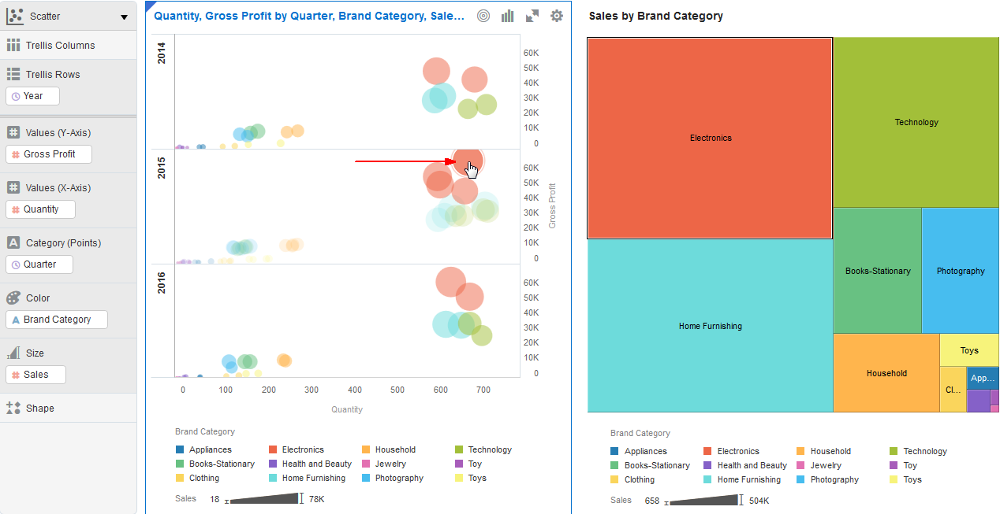 Scatter
Trellis Columns
Trellis Rows
Year
Values (Y-Axis)
Gross Profit
Values (X-Axis)
Quantity
Category (Points)
Quarter
Color
Brand Category
Size
Sales
Shape
Quantity, Gross Profit by Quarter, Brand Category, Sale...
2014
60K
50K
40K
30K
20K
10K
0
2015
60K
50K
40K
30K
20K
10K
0
Gross Profit
2016
60K
50K
40K
30K
20K
10K
0
0 100 200 300 400 500 600 700
Quantity
Brand Category
Appliances Electronics Household Technology
Books-Stationary Health and Beauty Jewelry Toy
Clothing Home Furnishing Photography Toys
Sales 18 78K
Sales by Brand Category
Electronics
Technology
Books-Stationary
Photography
Home Furnishing
Household
Toys
Cl...
App...
Brand Category
Appliances Electronics Household Technology
Books-Stationary Health and Beauty Jewelry Toy
Clothing Home Furnishing Photography Toys
Sales 658 504K